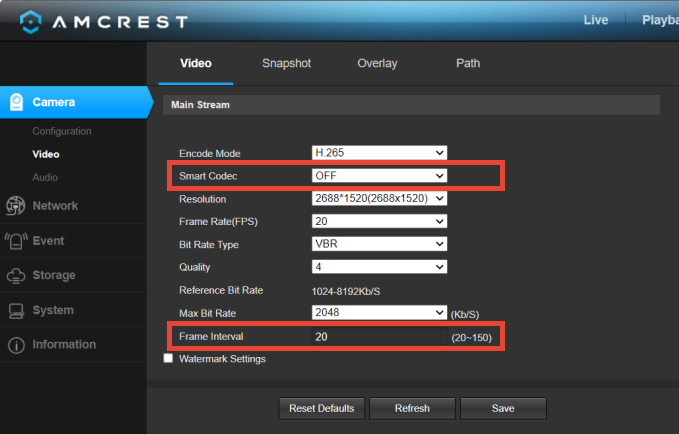 AMCREST
Live
Playba
Video Snapshot Overlay Path
Camera
Configuration
Video
Audio
Network
Event
Storage
System
Information
Main Stream
Encode Mode H.265
Smart Codec OFF
Resolution 2688*1520(2688x1520)
Frame Rate(FPS) 20
Bit Rate Type VBR
Quality 4
Reference Bit Rate 1024-8192Kb/S
Max Bit Rate 2048 (Kb/S)
Frame Interval 20 (20~150)
Watermark Settings
Reset Defaults Refresh Save